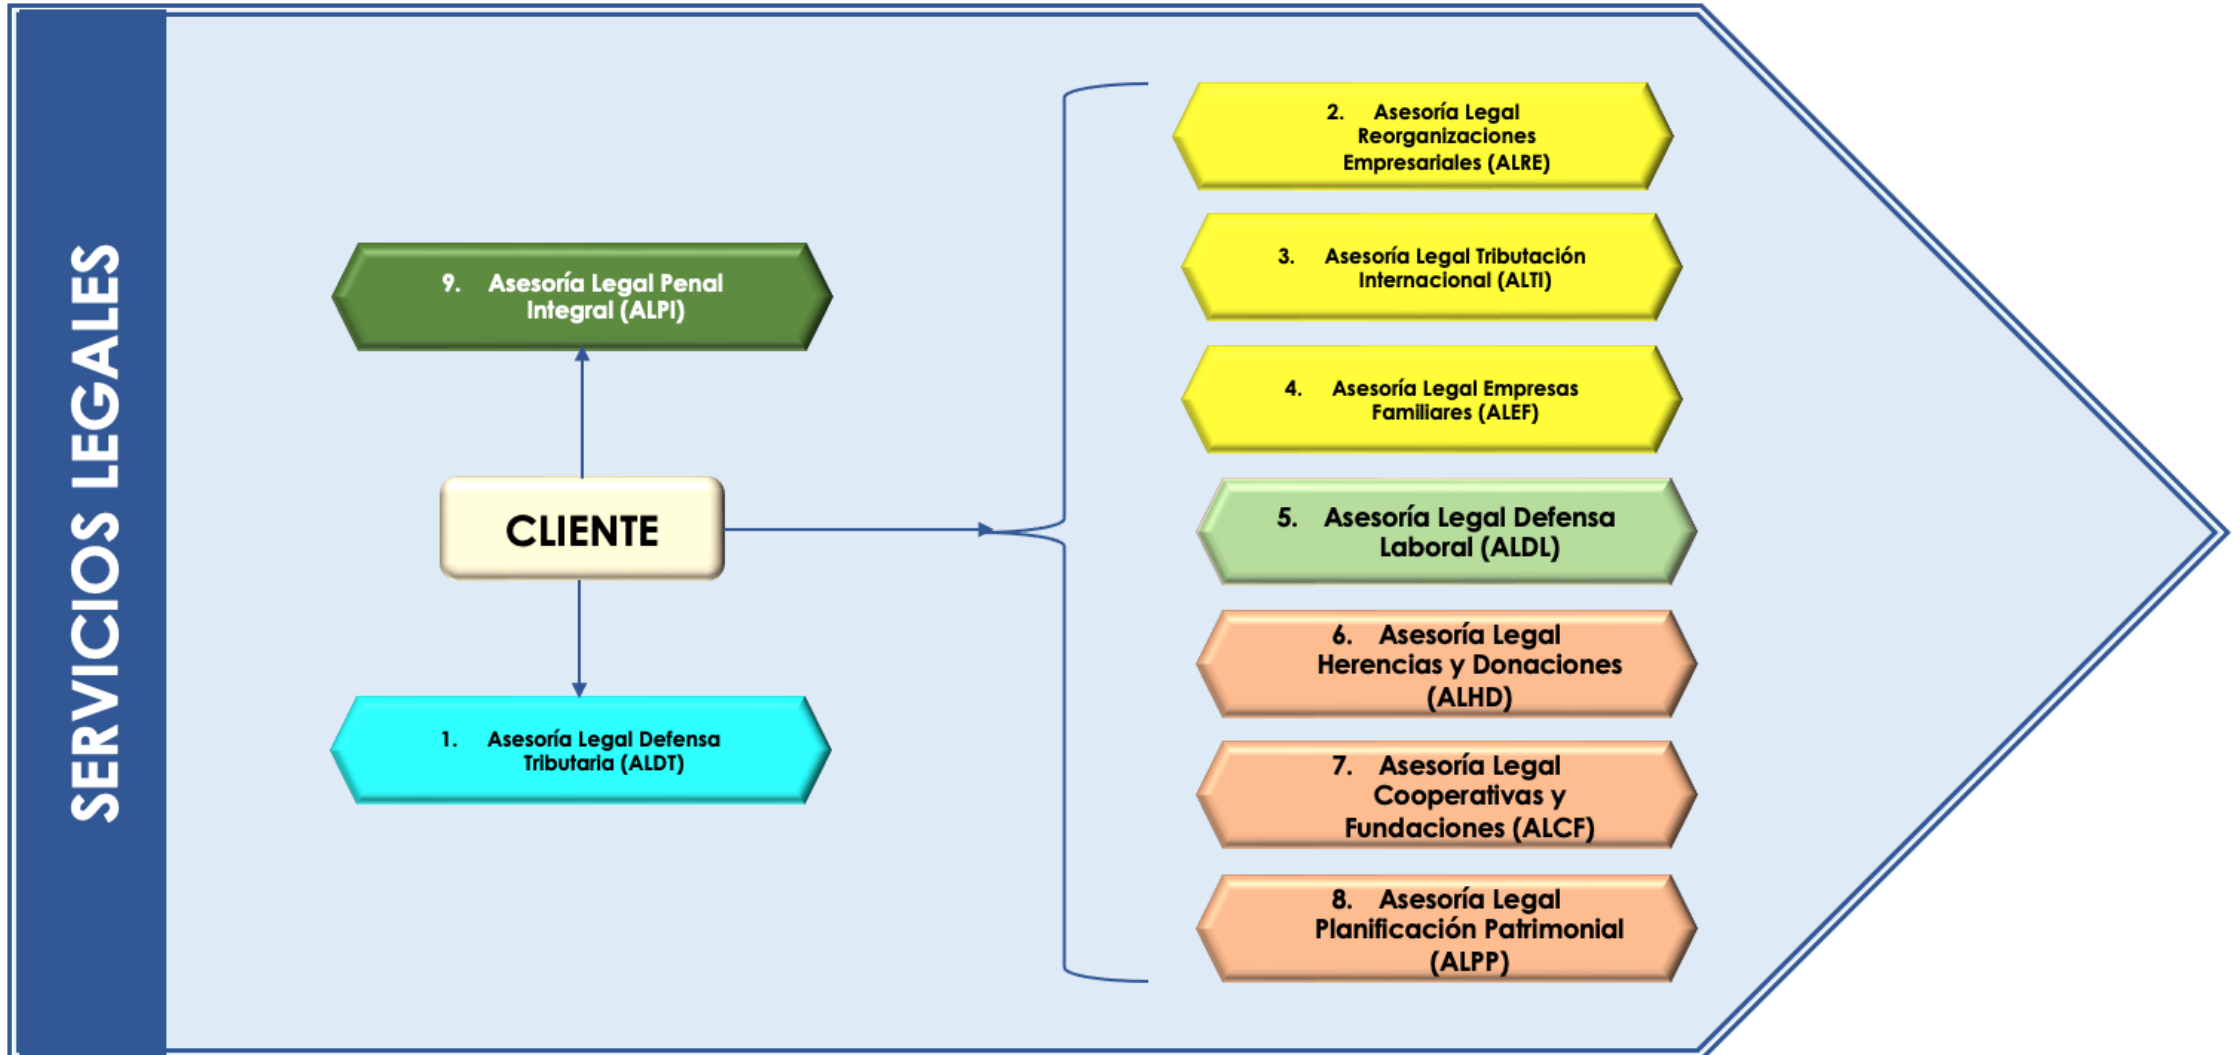 SERVICIOS LEGALES
9. Asesoría Legal Penal
Integral (ALPI)
CLIENTE
1. Asesoría Legal Defensa
Tributaria (ALDT)
2. Asesoría Legal
Reorganizaciones
Empresariales (ALRE)
3. Asesoría Legal Tributación
Internacional (ALTI)
4. Asesoría Legal Empresas
Familiares (ALEF)
5. Asesoría Legal Defensa
Laboral (ALDL)
6. Asesoría Legal
Herencias y Donaciones
(ALHD)
7. Asesoría Legal
Cooperativas y
Fundaciones (ALCF)
8. Asesoría Legal
Planificación Patrimonial
(ALPP)